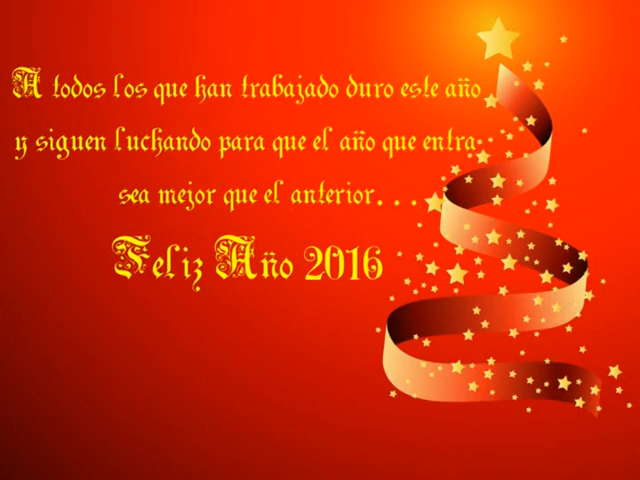 A todos los que han trabajado duro este año
y siguen luchando para que el año que entra
sea mejor que el anterior...
Feliz Año 2016